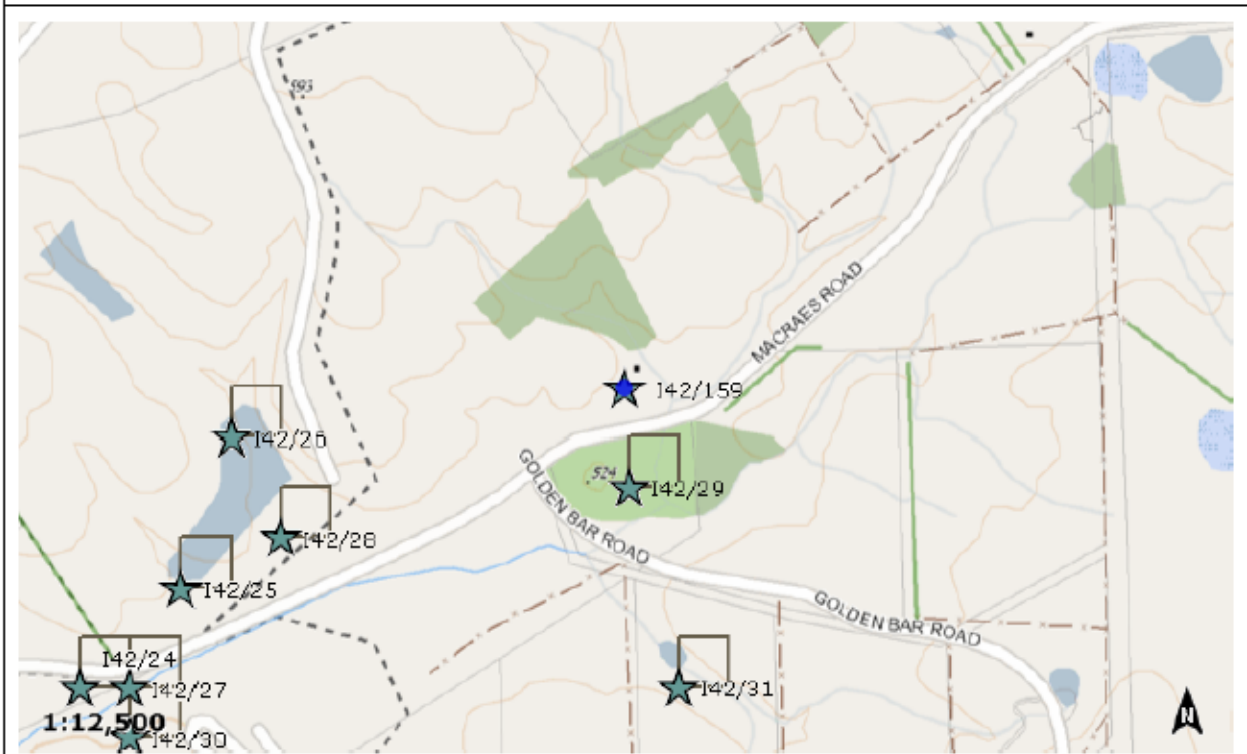 593
MACRAES ROAD
I42/159
I42/26
.524
I42/29
GOLDEN BAR ROAD
I42/28
I42/25
GOLDEN BAR ROAD
I42/24
I42/27
I42/31
1:12,500
I42/30
N